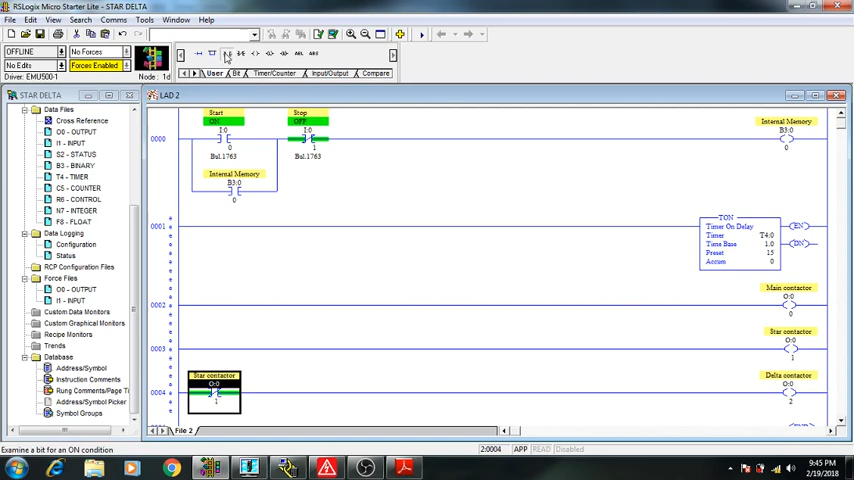 RSLogix Micro Starter Lite - STAR DELTA
File Edit View Search Comms Tools Window Help
OFFLINE No Forces
No Edits Forces Enabled
Driver: EMU500-1 Node: 1d
User Bit Timer/Counter Input/Output Compare
STAR DELTA
Data Files
Cross Reference
O0 - OUTPUT
I1 - INPUT
S2 - STATUS
B3 - BINARY
T4 - TIMER
C5 - COUNTER
R6 - CONTROL
N7 - INTEGER
F8 - FLOAT
Data Logging
Configuration
Status
RCP Configuration Files
Force Files
O0 - OUTPUT
I1 - INPUT
Custom Data Monitors
Custom Graphical Monitors
Recipe Monitors
Trends
Database
Address/Symbol
Instruction Comments
Rung Comments/Page Ti
Address/Symbol Picker
Symbol Groups
LAD 2
Start Stop
ON OFF Internal Memory
I:0 I:0 B3:0
0000
0 1 0
Bul.1763 Bul.1763
Internal Memory
B3:0
0
TON
0001 Timer On Delay EN
Timer T4:0
Time Base 1.0 DN
Preset 15
Accum 0
Main contactor
O:0
0002
0
Star contactor
O:0
0003
1
Star contactor Delta contactor
O:0 O:0
0004
1 2
File 2
Examine a bit for an ON condition 2:0004 APP READ Disabled
9:45 PM
2/19/2018